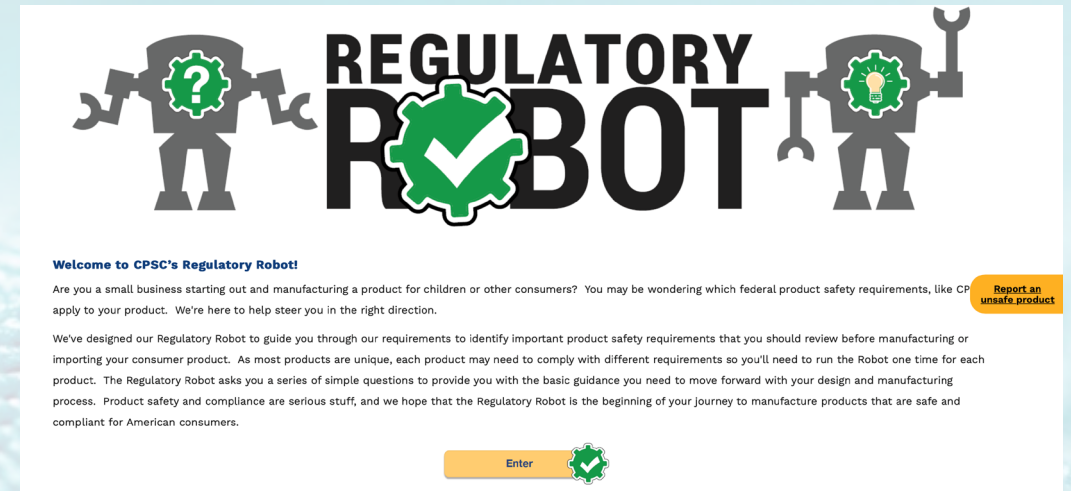 REGULATORY
ROBOT
Welcome to CPSC's Regulatory Robot!
Are you a small business starting out and manufacturing a product for children or other consumers?  You may be wondering which federal product safety requirements, like
Report an
unsafe product
apply to your product.  We're here to help steer you in the right direction.
We've designed our Regulatory Robot to guide you through our requirements to identify important product safety requirements that you should review before manufacturing or
importing your consumer product.  As most products are unique, each product may need to comply with different requirements so you'll need to run the Robot one time for each
product.  The Regulatory Robot asks you a series of simple questions to provide you with the basic guidance you need to move forward with your design and manufacturing
process.  Product safety and compliance are serious stuff, and we hope that the Regulatory Robot is the beginning of your journey to manufacture products that are safe and
compliant for American consumers.
Enter